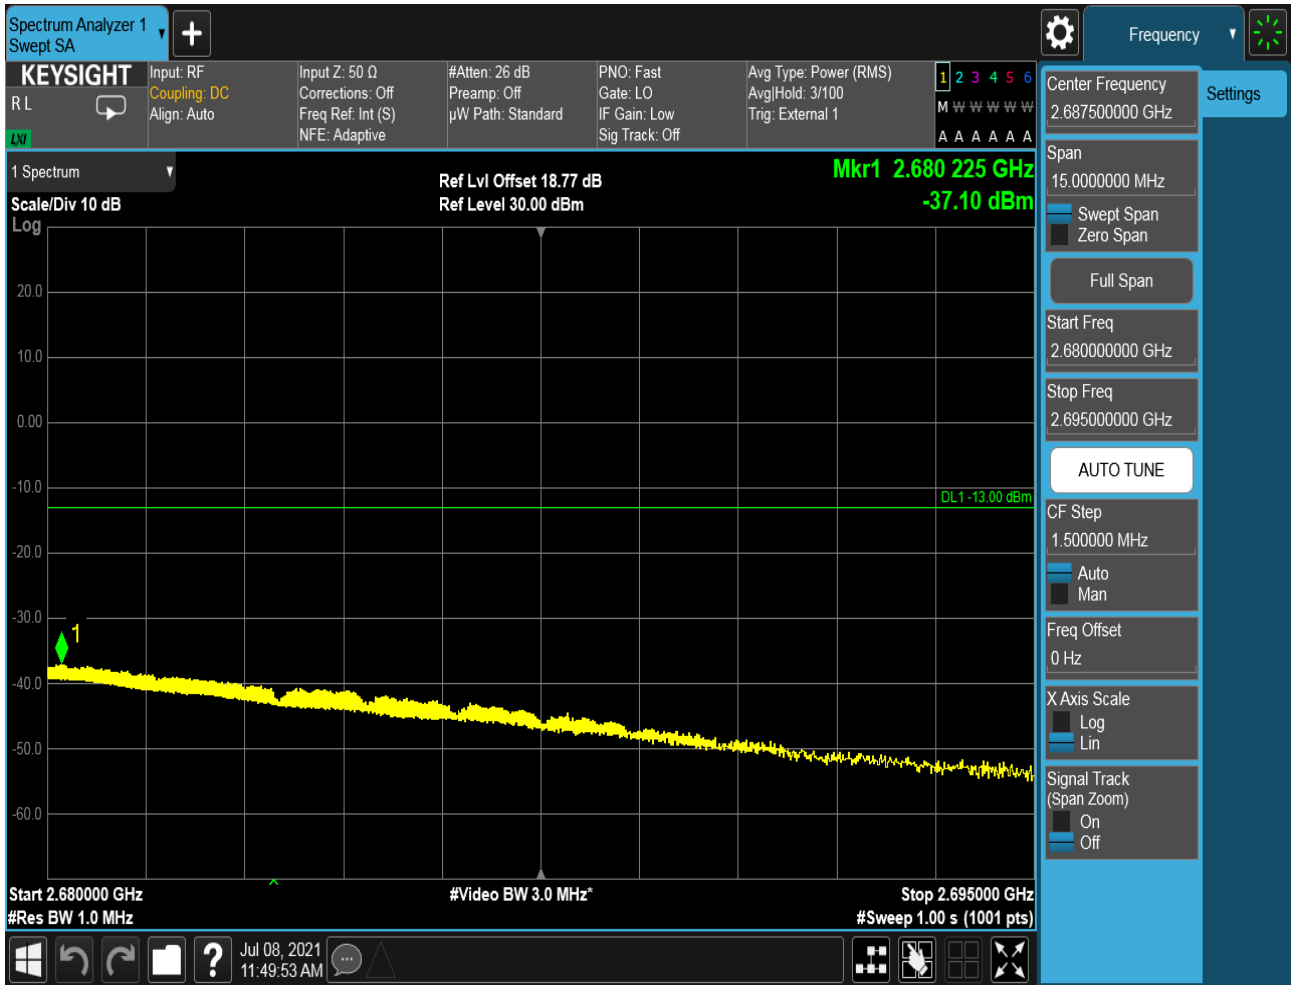 Spectrum Analyzer 1
Swept SA
Frequency
KEYSIGHT
R L
LXI
Input: RF
Coupling: DC
Align: Auto
Input Z: 50 Ω
Corrections: Off
Freq Ref: Int (S)
NFE: Adaptive
#Atten: 26 dB
Preamp: Off
µW Path: Standard
PNO: Fast
Gate: LO
IF Gain: Low
Sig Track: Off
Avg Type: Power (RMS)
Avg|Hold: 3/100
Trig: External 1
1 2 3 4 5 6
M W W W W W
A A A A A A
1 Spectrum
Scale/Div 10 dB
Log
Ref Lvl Offset 18.77 dB
Ref Level 30.00 dBm
Mkr1 2.680 225 GHz
-37.10 dBm
20.0
10.0
0.00
-10.0
DL1 -13.00 dBm
-20.0
-30.0
1
-40.0
-50.0
-60.0
Start 2.680000 GHz
#Res BW 1.0 MHz
#Video BW 3.0 MHz*
Stop 2.695000 GHz
#Sweep 1.00 s (1001 pts)
Jul 08, 2021
11:49:53 AM
Center Frequency
2.687500000 GHz
Settings
Span
15.0000000 MHz
Swept Span
Zero Span
Full Span
Start Freq
2.680000000 GHz
Stop Freq
2.695000000 GHz
AUTO TUNE
CF Step
1.500000 MHz
Auto
Man
Freq Offset
0 Hz
X Axis Scale
Log
Lin
Signal Track
(Span Zoom)
On
Off